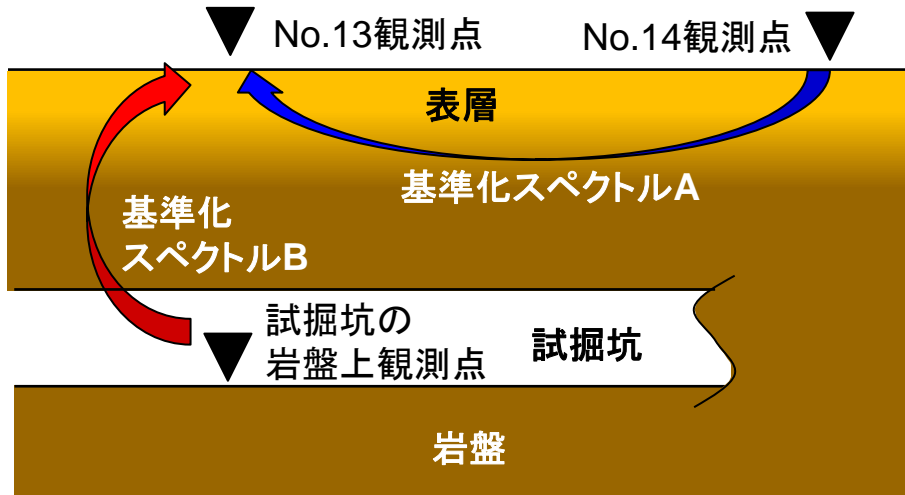 No.13観測点
No.14観測点
表層
基準化スペクトルA
基準化
スペクトルB
試掘坑の
岩盤上観測点
試掘坑
岩盤